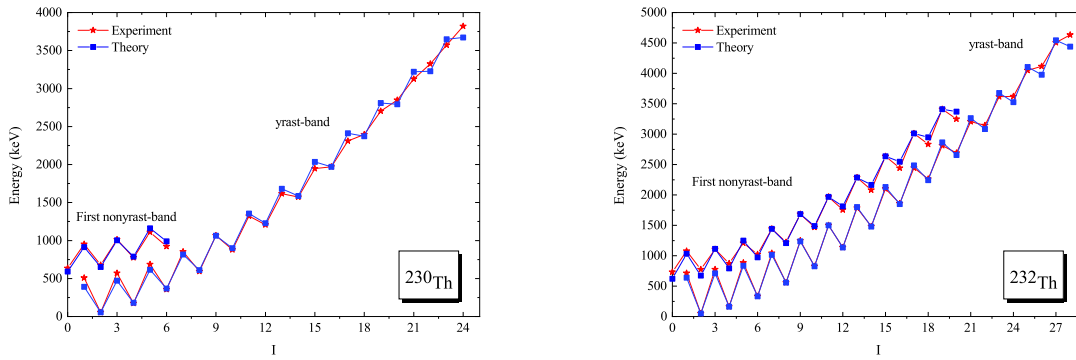 4000
3500
3000
2500
2000
1500
1000
500
0
Energy (keV)
Experiment
Theory
yrast-band
First nonyrast-band
230Th
0 3 6 9 12 15 18 21 24
I
5000
4500
4000
3500
3000
2500
2000
1500
1000
500
0
Energy (keV)
Experiment
Theory
yrast-band
First nonyrast-band
232Th
0 3 6 9 12 15 18 21 24 27
I